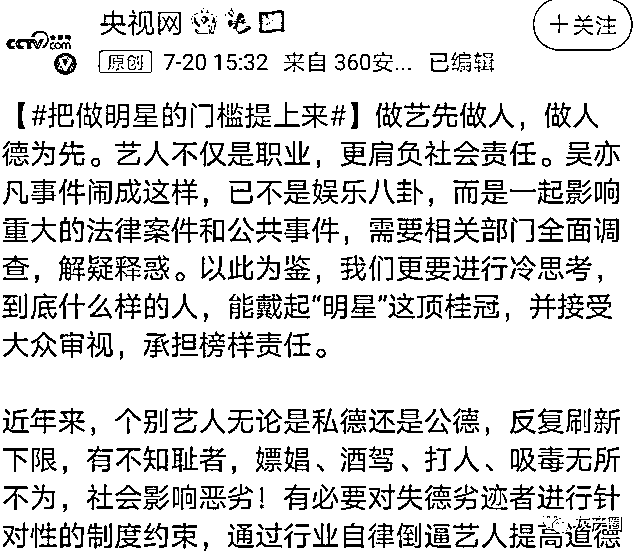 央视网
CCTV.com
+关注
原创 7-20 15:32 来自 360安... 已编辑
【#把做明星的门槛提上来#】做艺先做人，做人
德为先。艺人不仅是职业，更肩负社会责任。吴亦
凡事件闹成这样，已不是娱乐八卦，而是一起影响
重大的法律案件和公共事件，需要相关部门全面调
查，解疑释惑。以此为鉴，我们更要进行冷思考，
到底什么样的人，能戴起“明星”这顶桂冠，并接受
大众审视，承担榜样责任。
近年来，个别艺人无论是私德还是公德，反复刷新
下限，有不知耻者，嫖娼、酒驾、打人、吸毒无所
不为，社会影响恶劣！有必要对失德劣迹者进行针
对性的制度约束，通过行业自律倒逼艺人提高道德